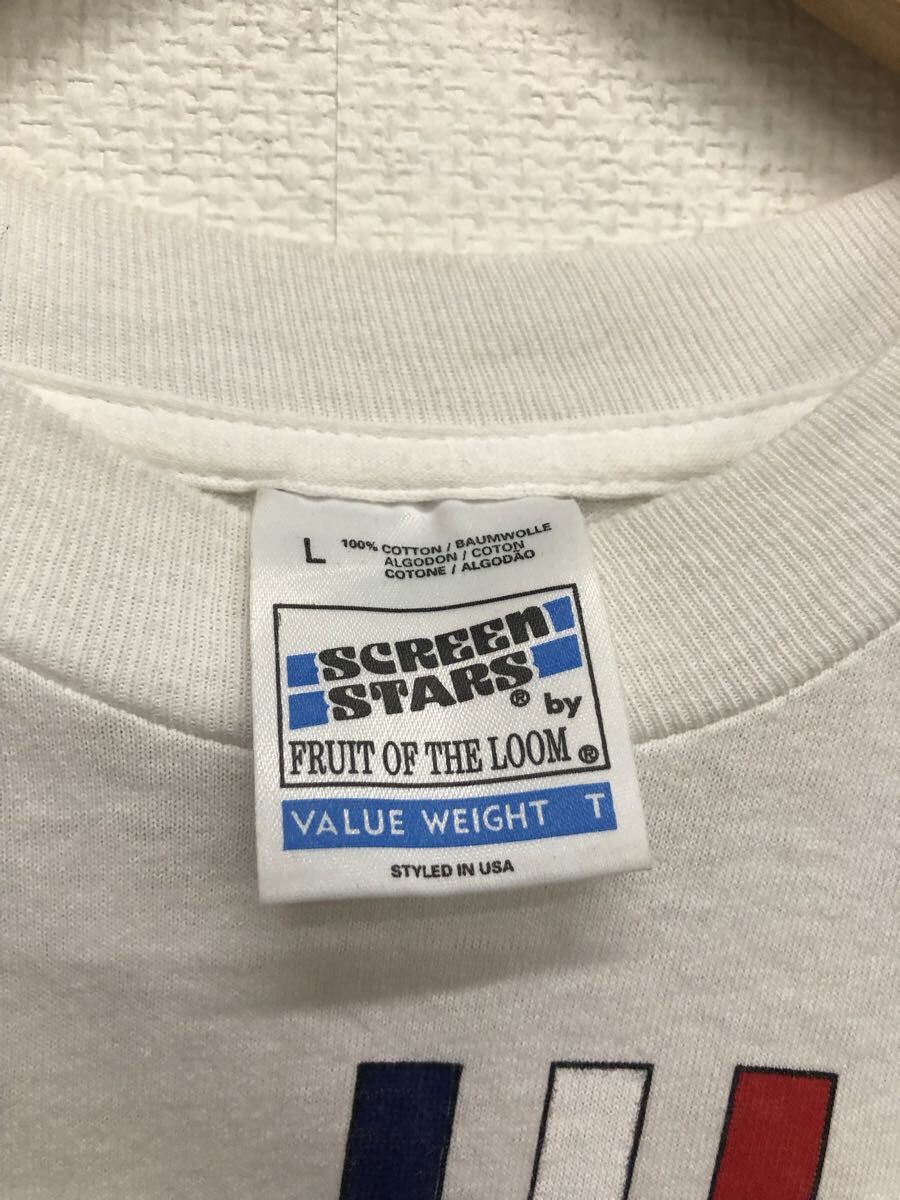 L 100% COTTON / BAUMWOLLE
ALGODON / COTON
COTONE / ALGODÃO
SCREEN
STARS® by
FRUIT OF THE LOOM®
VALUE WEIGHT T
STYLED IN USA